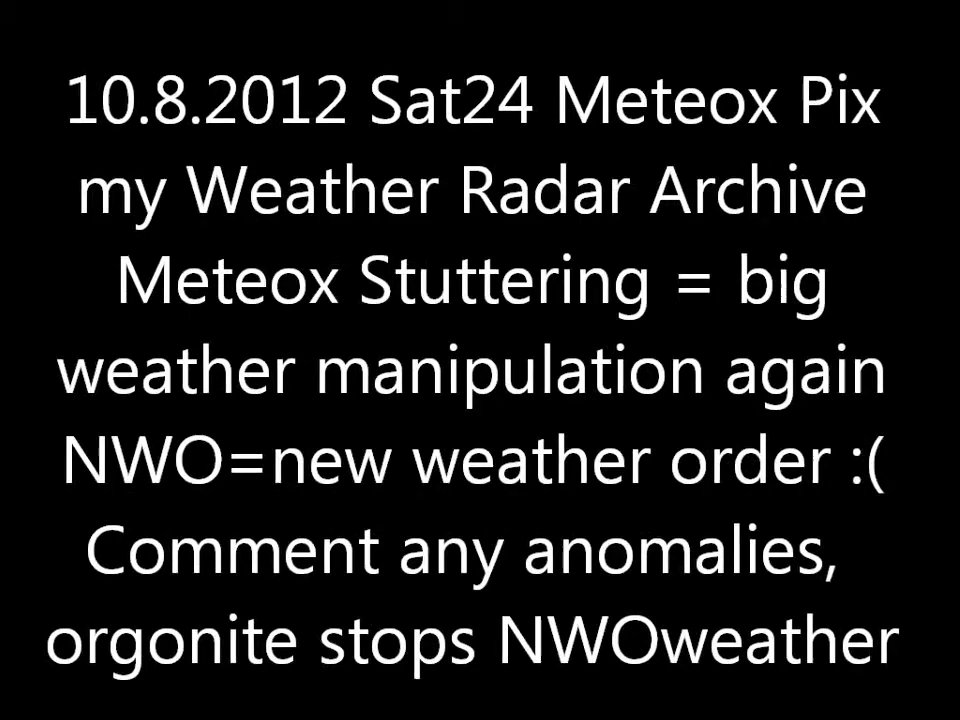 10.8.2012 Sat24 Meteox Pix
my Weather Radar Archive
Meteox Stuttering = big
weather manipulation again
NWO=new weather order :(
Comment any anomalies,
orgonite stops NWOweather